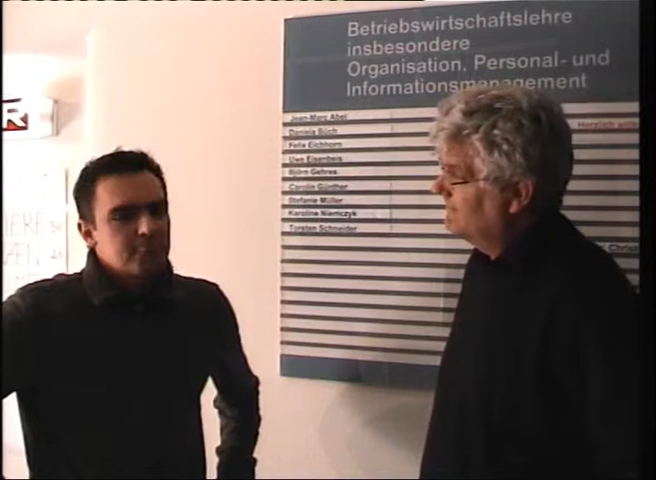 Betriebswirtschaftslehre
insbesondere
Organisation, Personal- und
Informationsmanagement
Jean-Marc Abel
Daniela Büch
Felix Eichhorn
Uwe Eisenbeis
Björn Gehres
Carolin Günther
Stefanie Müller
Karoline Niemczyk
Torsten Schneider
Herzlich